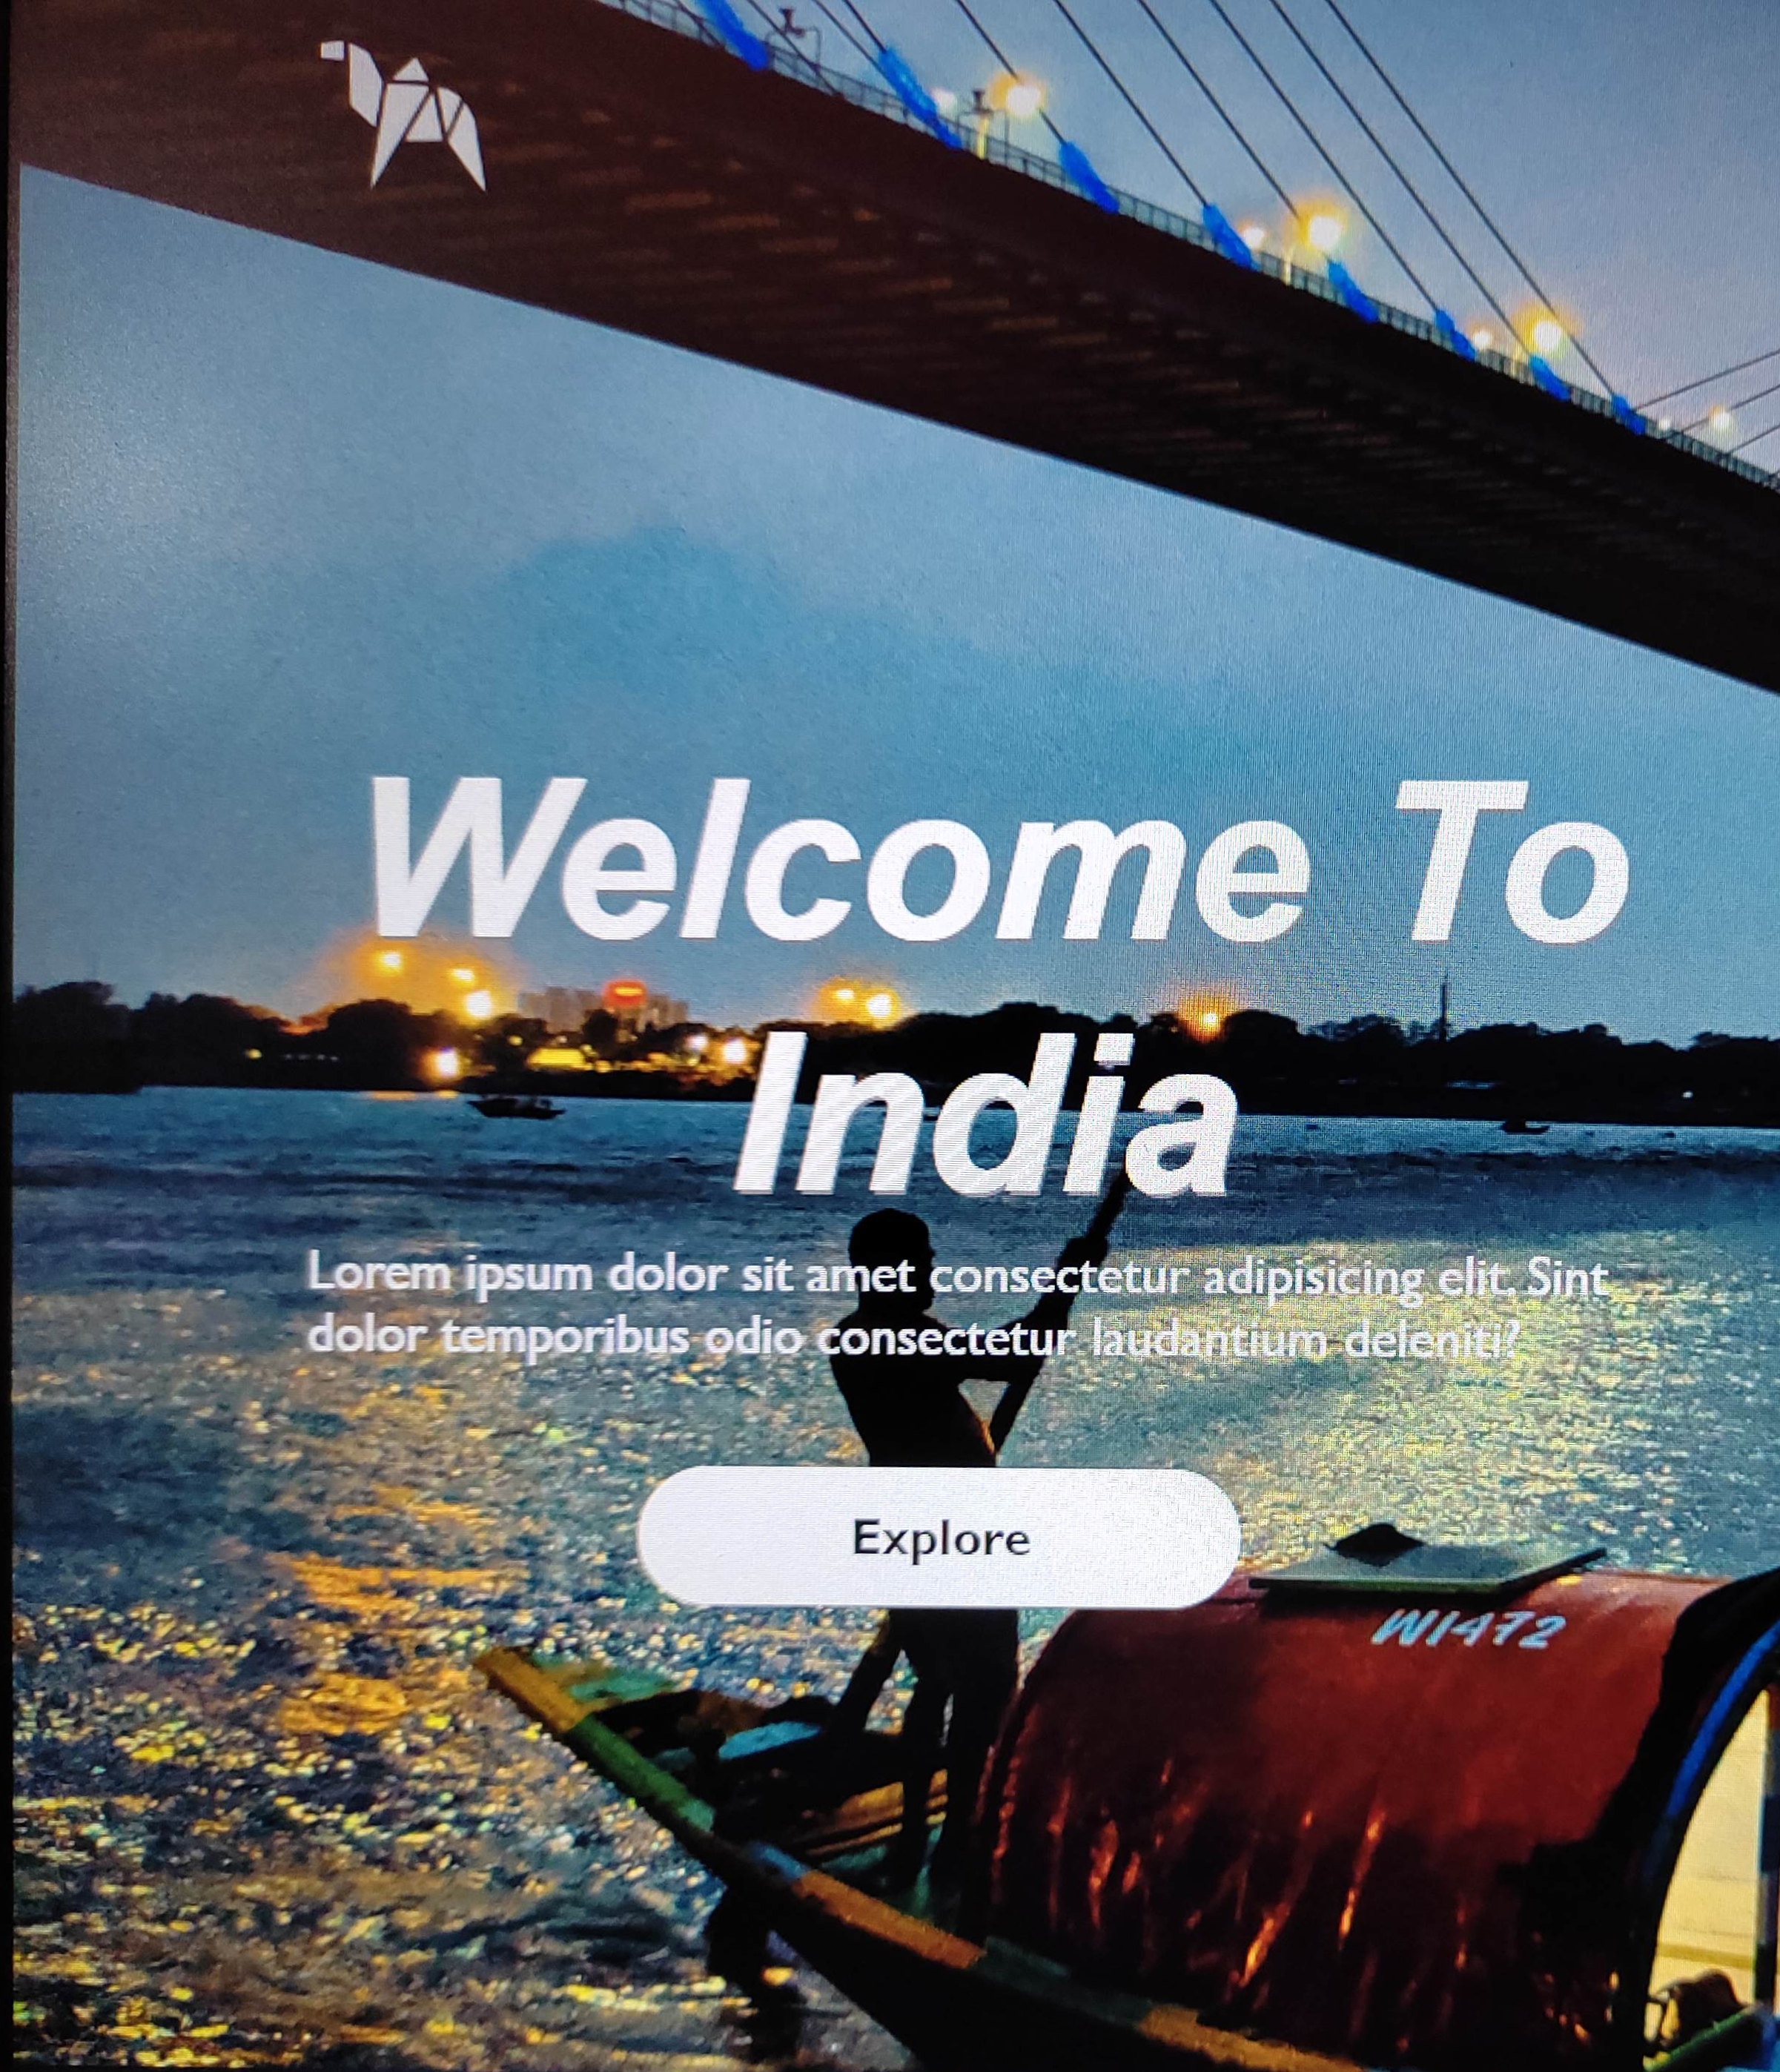 Welcome To
India
Lorem ipsum dolor sit amet consectetur adipisicing elit. Sint
dolor temporibus odio consectetur laudantium deleniti?
Explore
W1472